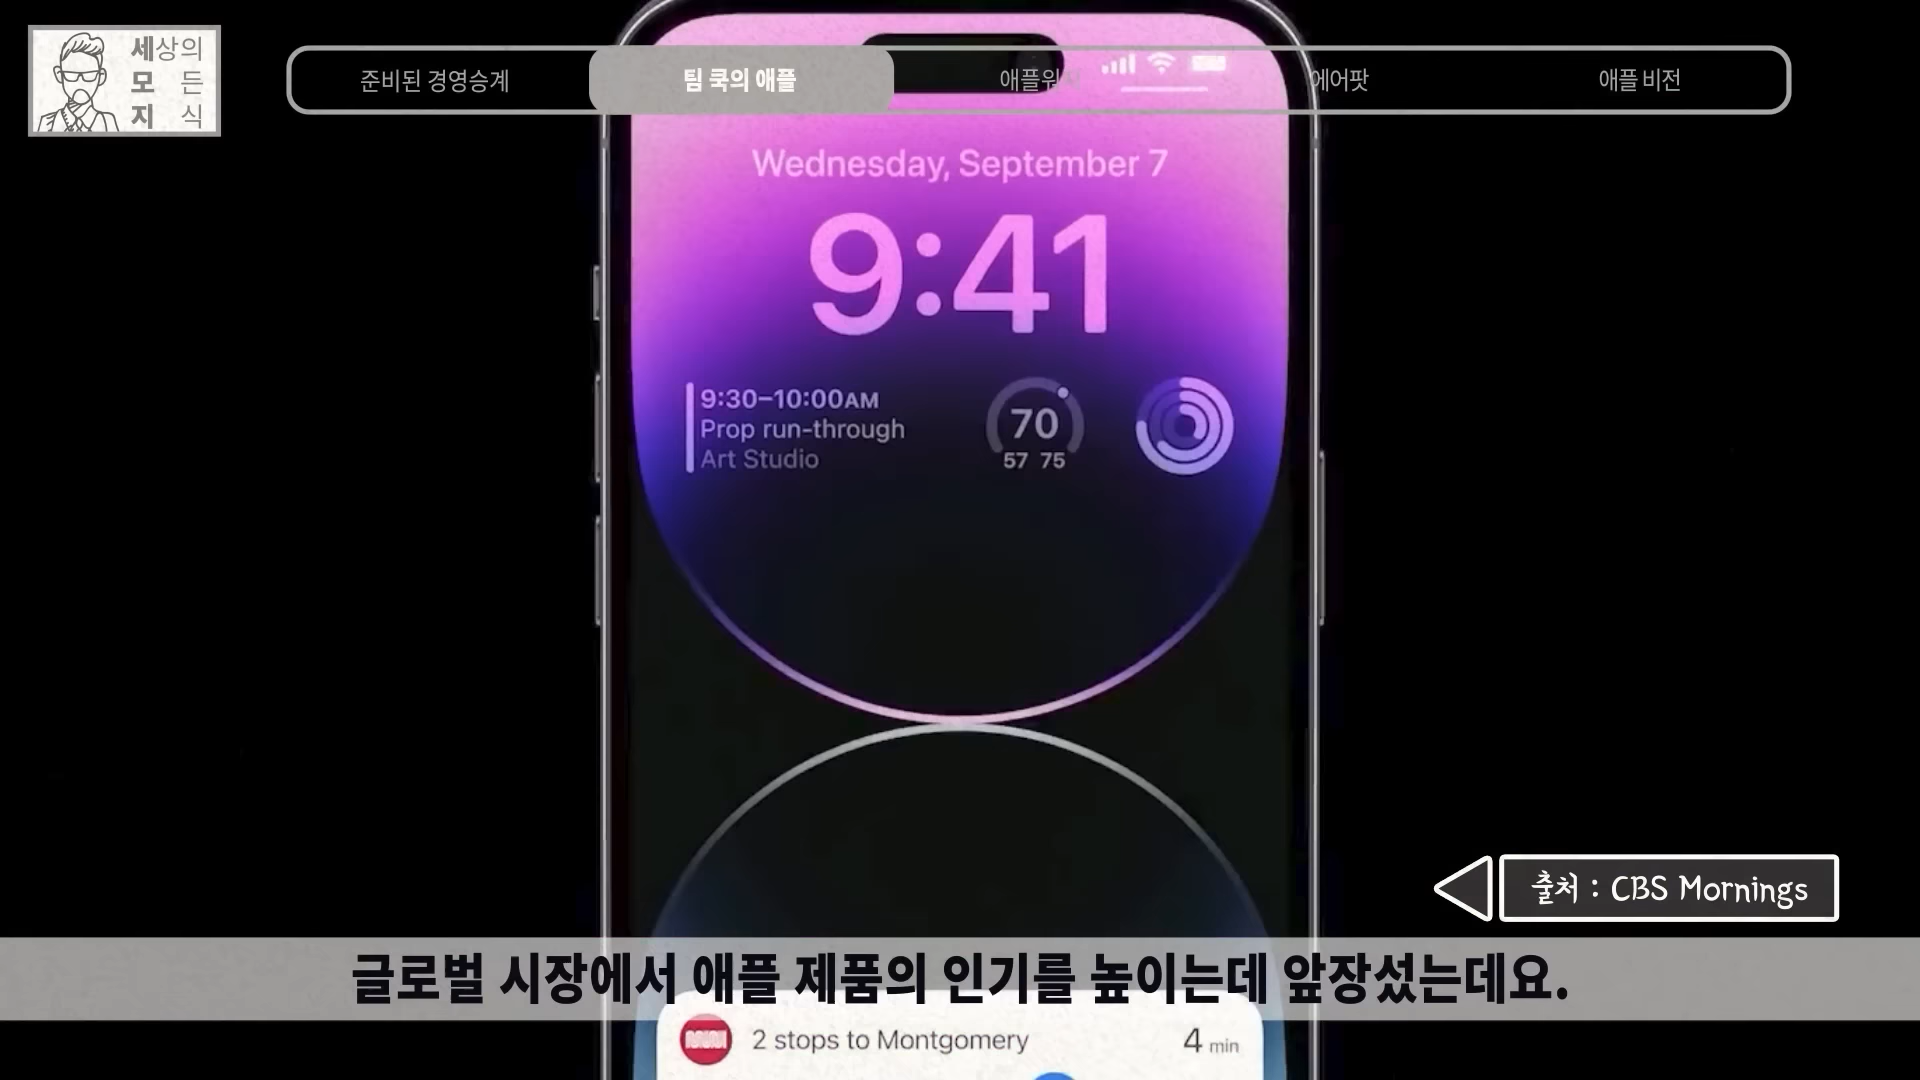 세상의
모든
지식
준비된 경영승계
팀 쿡의 애플
애플워치
에어팟
애플 비전
Wednesday, September 7
9:41
9:30–10:00AM
Prop run-through
Art Studio
70
57 75
출처 : CBS Mornings
글로벌 시장에서 애플 제품의 인기를 높이는데 앞장섰는데요.
2 stops to Montgomery
4 min